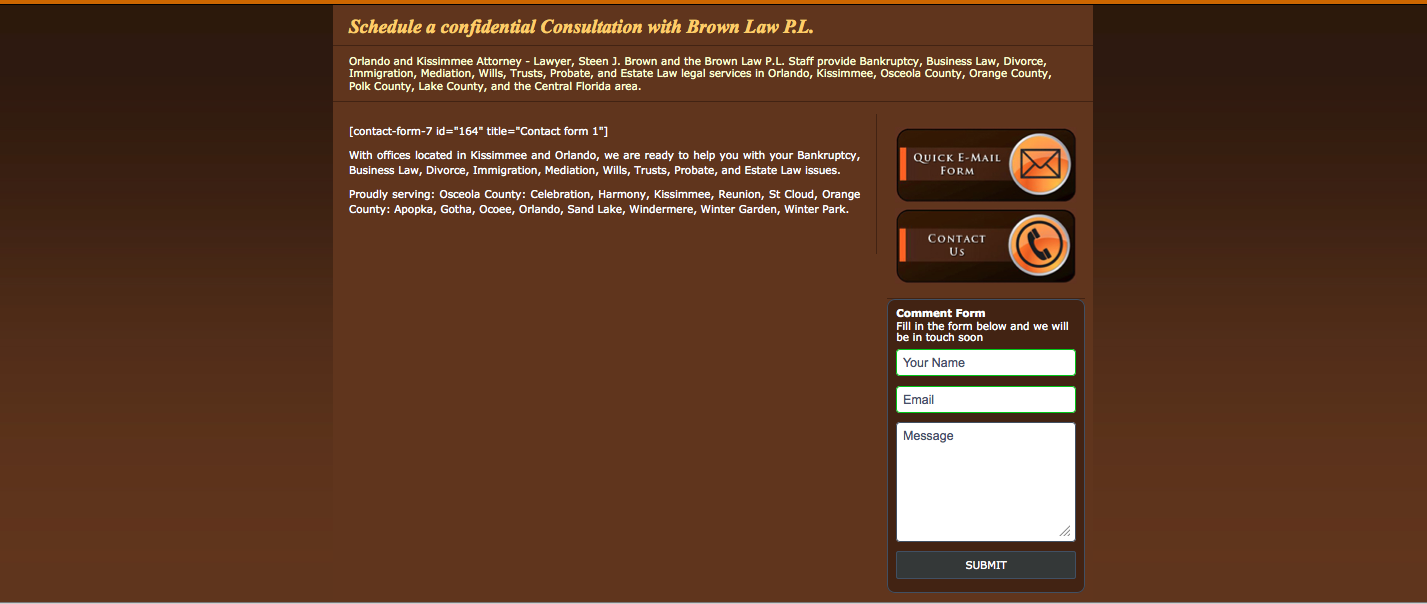 Schedule a confidential Consultation with Brown Law P.L.
Orlando and Kissimmee Attorney - Lawyer, Steen J. Brown and the Brown Law P.L. Staff provide Bankruptcy, Business Law, Divorce,
Immigration, Mediation, Wills, Trusts, Probate, and Estate Law legal services in Orlando, Kissimmee, Osceola County, Orange County,
Polk County, Lake County, and the Central Florida area.
[contact-form-7 id="164" title="Contact form 1"]
With offices located in Kissimmee and Orlando, we are ready to help you with your Bankruptcy,
Business Law, Divorce, Immigration, Mediation, Wills, Trusts, Probate, and Estate Law issues.
Proudly serving: Osceola County: Celebration, Harmony, Kissimmee, Reunion, St Cloud, Orange
County: Apopka, Gotha, Ocoee, Orlando, Sand Lake, Windermere, Winter Garden, Winter Park.
Quick E-Mail
Form
Contact
Us
Comment Form
Fill in the form below and we will
be in touch soon
Your Name
Email
Message
SUBMIT